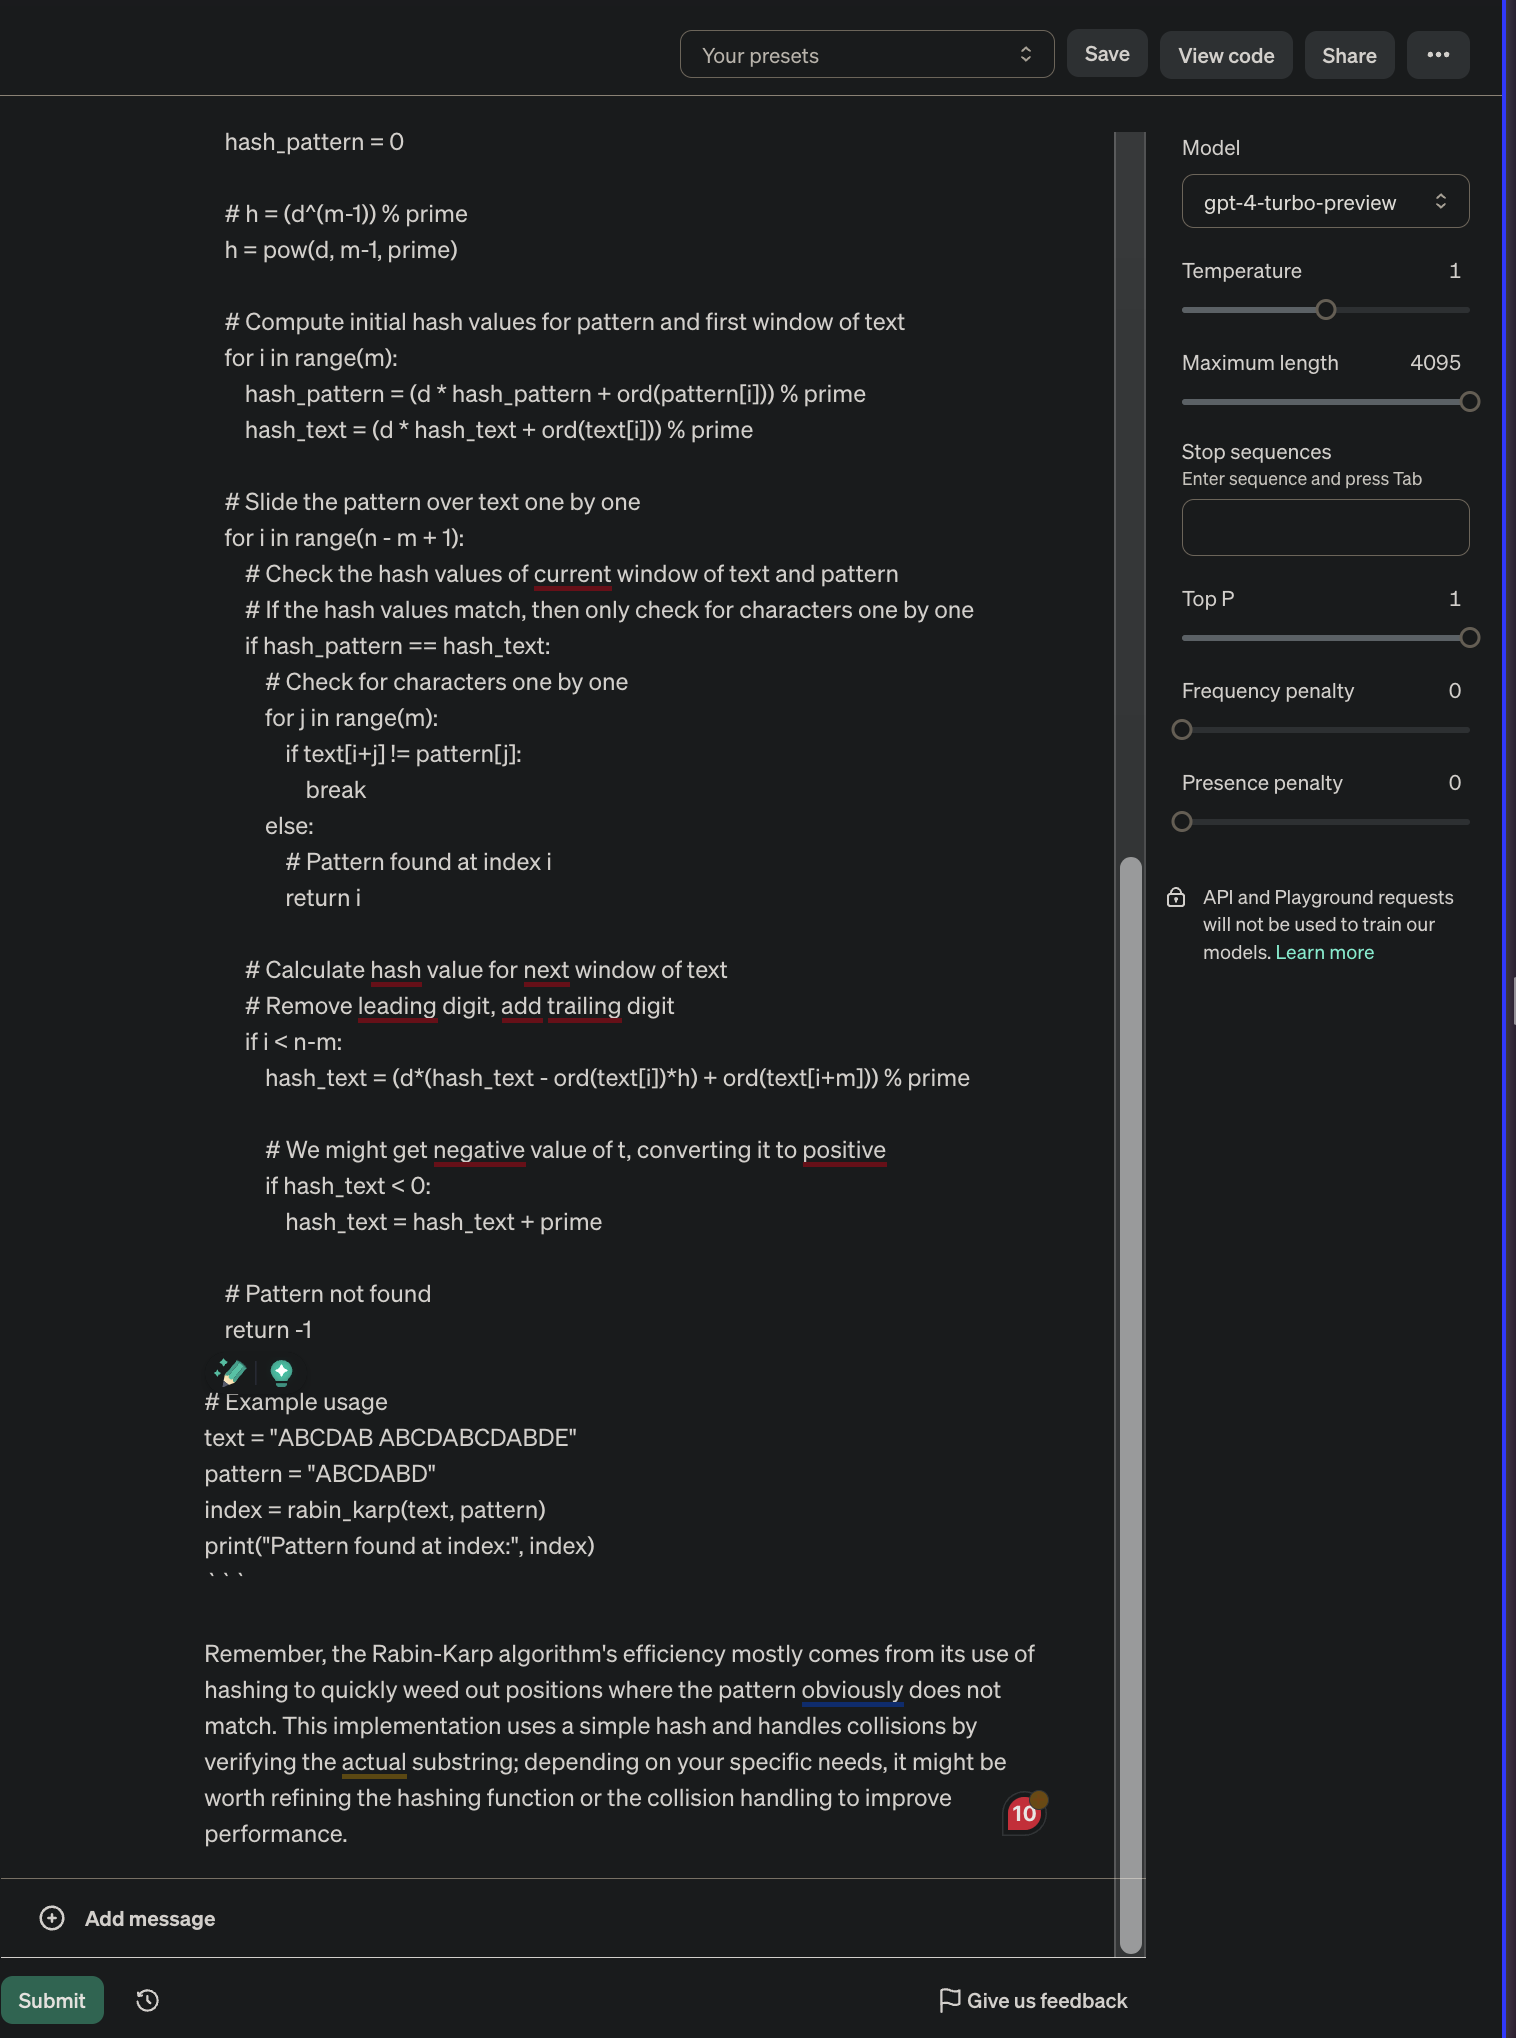 Your presets
Save
View code
Share
•••
hash_pattern = 0
# h = (d^(m-1)) % prime
h = pow(d, m-1, prime)
# Compute initial hash values for pattern and first window of text
for i in range(m):
hash_pattern = (d * hash_pattern + ord(pattern[i])) % prime
hash_text = (d * hash_text + ord(text[i])) % prime
# Slide the pattern over text one by one
for i in range(n - m + 1):
# Check the hash values of current window of text and pattern
# If the hash values match, then only check for characters one by one
if hash_pattern == hash_text:
# Check for characters one by one
for j in range(m):
if text[i+j] != pattern[j]:
break
else:
# Pattern found at index i
return i
# Calculate hash value for next window of text
# Remove leading digit, add trailing digit
if i < n-m:
hash_text = (d*(hash_text - ord(text[i])*h) + ord(text[i+m])) % prime
# We might get negative value of t, converting it to positive
if hash_text < 0:
hash_text = hash_text + prime
# Pattern not found
return -1
# Example usage
text = "ABCDAB ABCDABCDABDE"
pattern = "ABCDABD"
index = rabin_karp(text, pattern)
print("Pattern found at index:", index)
```
Remember, the Rabin-Karp algorithm's efficiency mostly comes from its use of
hashing to quickly weed out positions where the pattern obviously does not
match. This implementation uses a simple hash and handles collisions by
verifying the actual substring; depending on your specific needs, it might be
worth refining the hashing function or the collision handling to improve
performance.
10
Add message
Submit
Give us feedback
Model
gpt-4-turbo-preview
Temperature 1
Maximum length 4095
Stop sequences
Enter sequence and press Tab
Top P 1
Frequency penalty 0
Presence penalty 0
API and Playground requests
will not be used to train our
models. Learn more